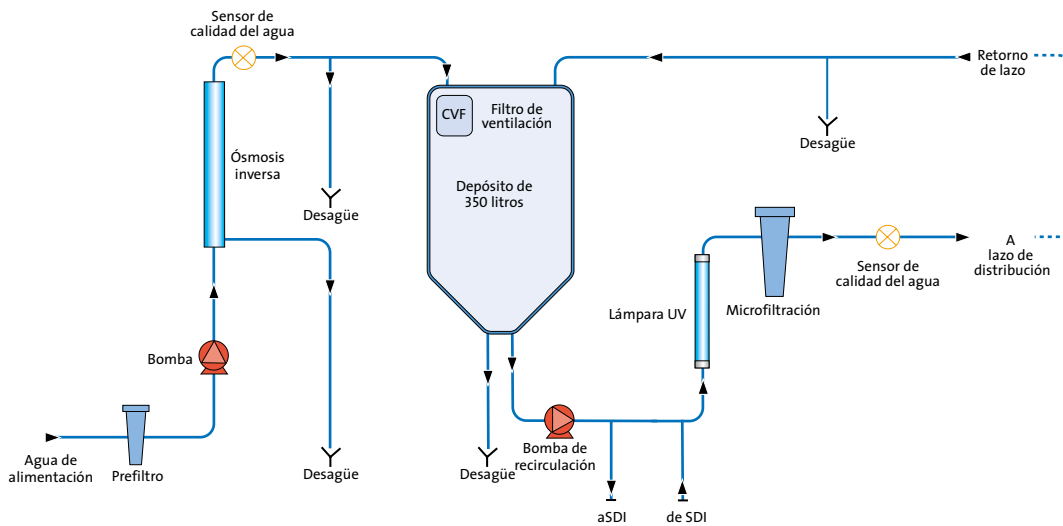 Sensor de
calidad del agua
Retorno
de lazo
CVF
Filtro de
ventilación
Desagüe
Ósmosis
inversa
Depósito de
350 litros
Desagüe
A
lazo de
distribución
Sensor de
calidad del agua
Lámpara UV
Microfiltración
Bomba
Bomba de
recirculación
Agua de
alimentación
Prefiltro
Desagüe
Desagüe
aSDI
de SDI